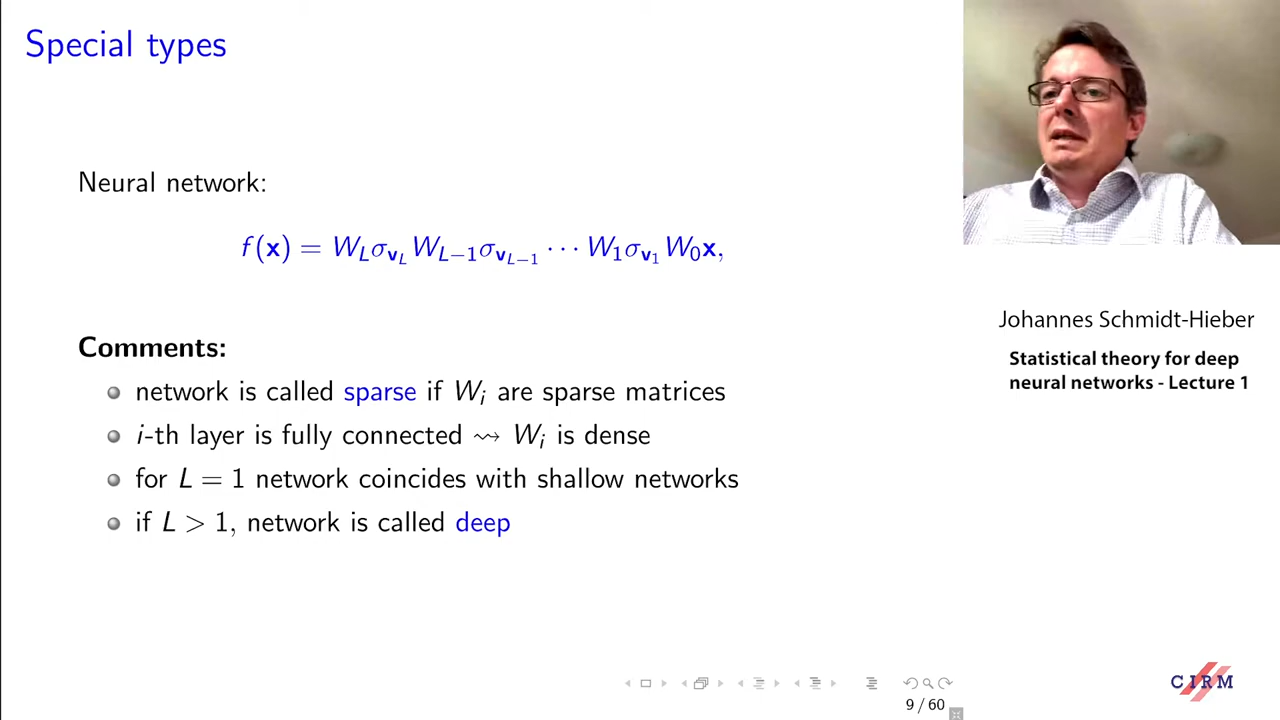 Special types
Neural network:
f(x) = W_L σ_{v_L} W_{L−1} σ_{v_{L−1}} ⋯ W_1 σ_{v_1} W_0 x,
Comments:
network is called sparse if W_i are sparse matrices
i-th layer is fully connected ⇝ W_i is dense
for L = 1 network coincides with shallow networks
if L > 1, network is called deep
Johannes Schmidt-Hieber
Statistical theory for deep
neural networks - Lecture 1
CIRM
9 / 60